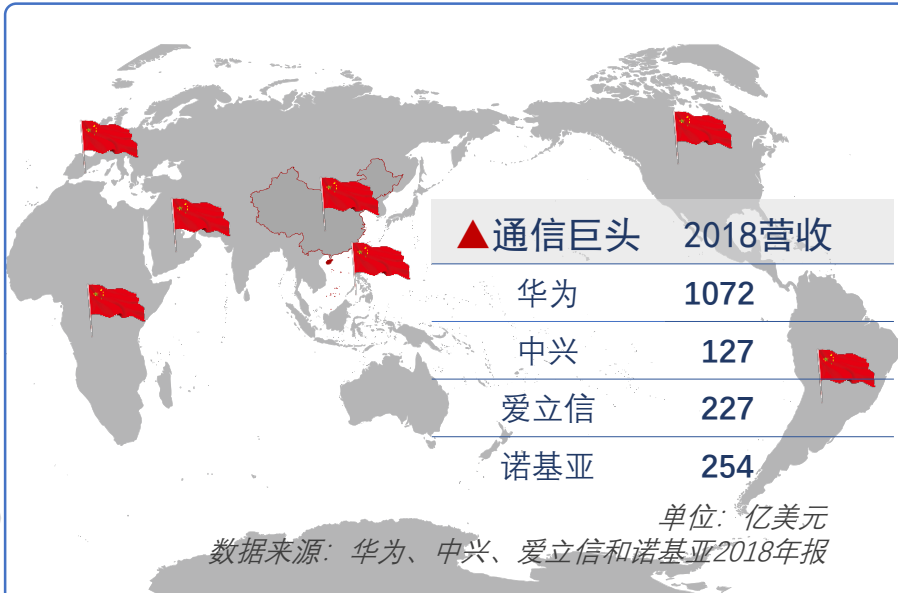 ▲通信巨头 2018营收
华为 1072
中兴 127
爱立信 227
诺基亚 254
单位：亿美元
数据来源：华为、中兴、爱立信和诺基亚2018年报